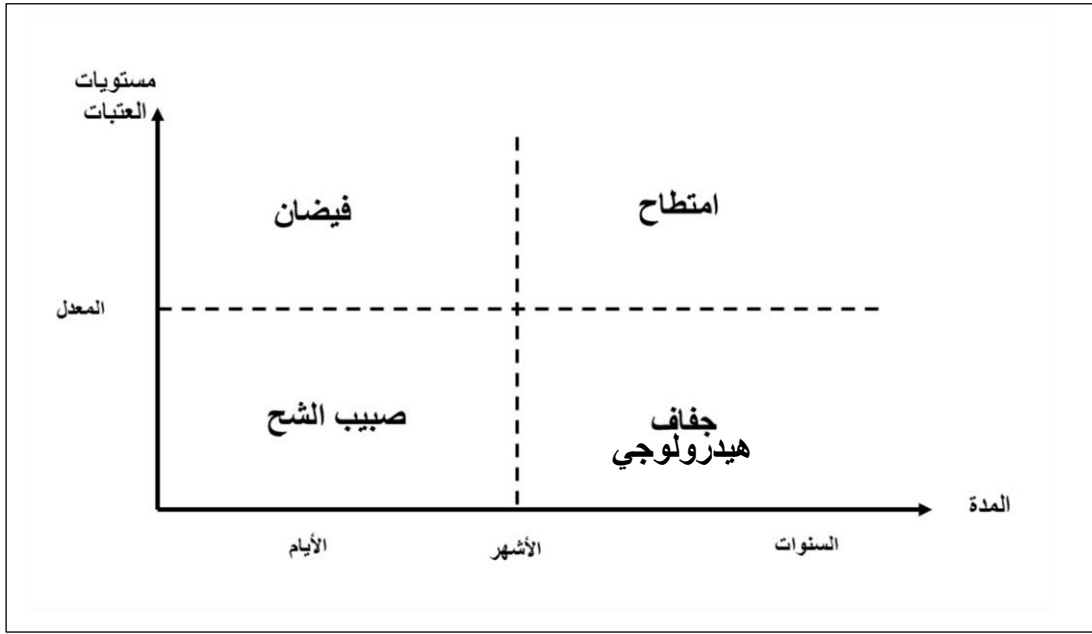 مستويات
العتبات
فيضان
امتطاح
المعدل
صبيب الشح
جفاف
هيدرولوجي
المدة
الأيام
الأشهر
السنوات